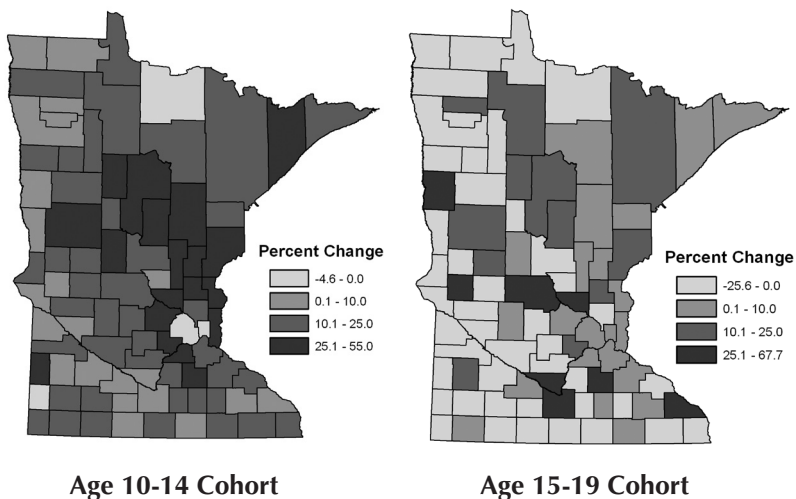 Percent Change
-4.6 - 0.0
0.1 - 10.0
10.1 - 25.0
25.1 - 55.0
Percent Change
-25.6 - 0.0
0.1 - 10.0
10.1 - 25.0
25.1 - 67.7
Age 10-14 Cohort
Age 15-19 Cohort